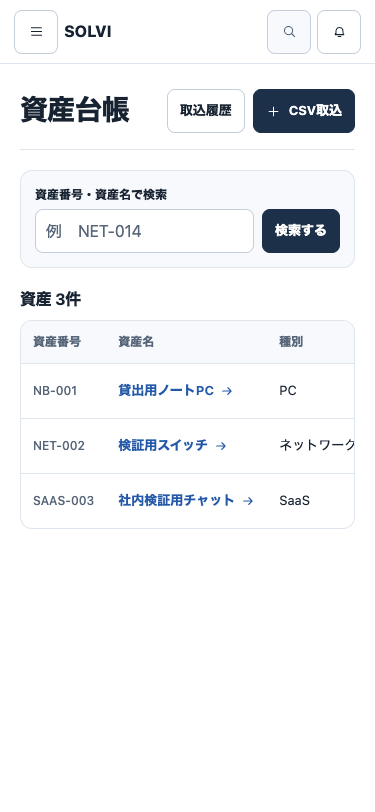 SOLVI
資産台帳
取込履歴
＋ CSV取込
資産番号・資産名で検索
例　NET-014
検索する
資産 3件
資産番号 資産名 種別
NB-001 貸出用ノートPC → PC
NET-002 検証用スイッチ → ネットワーク
SAAS-003 社内検証用チャット → SaaS